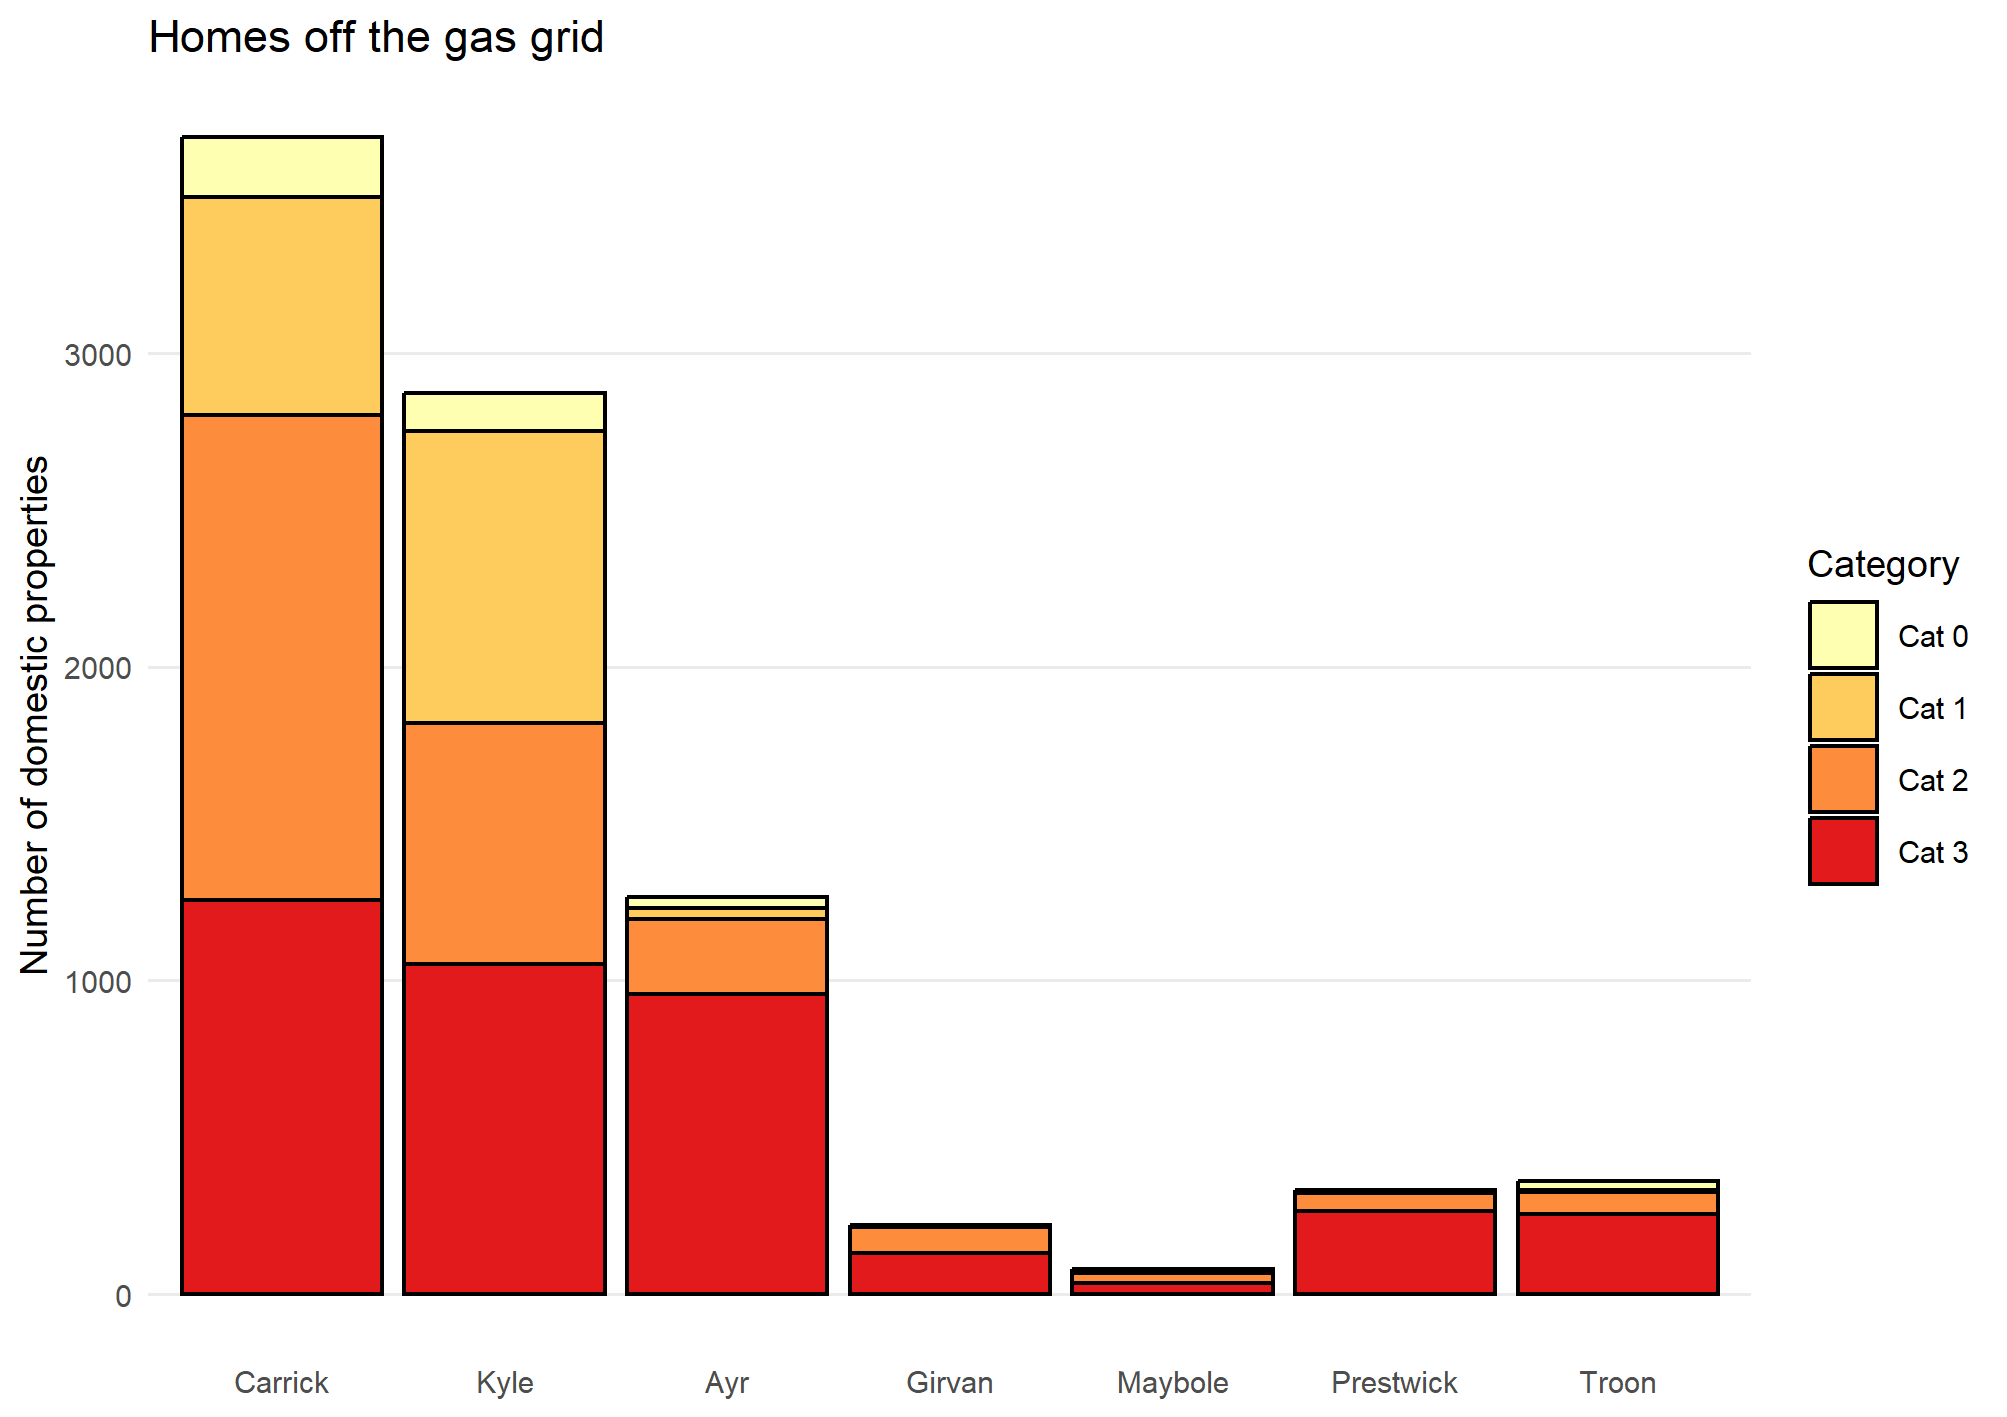 Homes off the gas grid
Number of domestic properties
3000
2000
1000
0
Carrick
Kyle
Ayr
Girvan
Maybole
Prestwick
Troon
Category
Cat 0
Cat 1
Cat 2
Cat 3